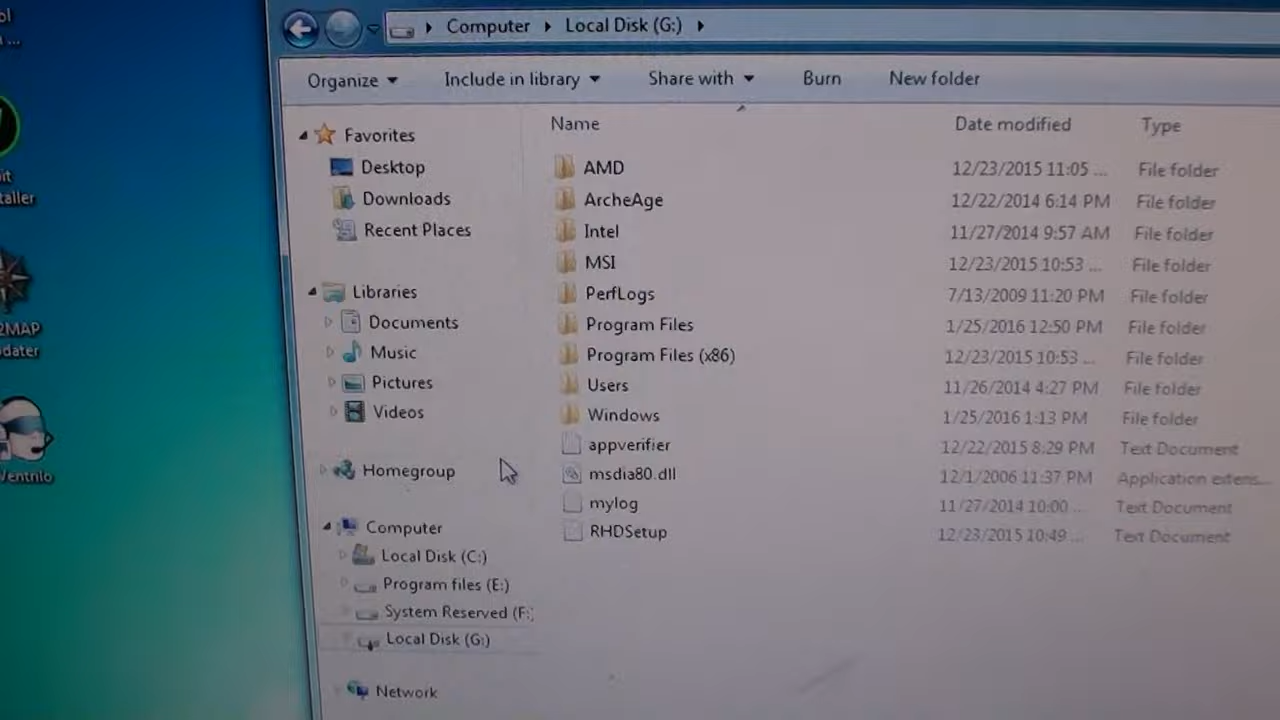 Computer Local Disk (G:)
Organize Include in library Share with Burn New folder
Name Date modified Type
Favorites
Desktop
Downloads
Recent Places
Libraries
Documents
Music
Pictures
Videos
Homegroup
Computer
Local Disk (C:)
Program files (E:)
System Reserved (F:
Local Disk (G:)
Network
AMD 12/23/2015 11:05 ... File folder
ArcheAge 12/22/2014 6:14 PM File folder
Intel 11/27/2014 9:57 AM File folder
MSI 12/23/2015 10:53 ... File folder
PerfLogs 7/13/2009 11:20 PM File folder
Program Files 1/25/2016 12:50 PM File folder
Program Files (x86) 12/23/2015 10:53 ... File folder
Users 11/26/2014 4:27 PM File folder
Windows 1/25/2016 1:13 PM File folder
appverifier 12/22/2015 8:29 PM Text Document
msdia80.dll 12/1/2006 11:37 PM Application extens...
mylog 11/27/2014 10:00 ... Text Document
RHDSetup 12/23/2015 10:49 ... Text Document
taller
2MAP
dater
Ventrilo